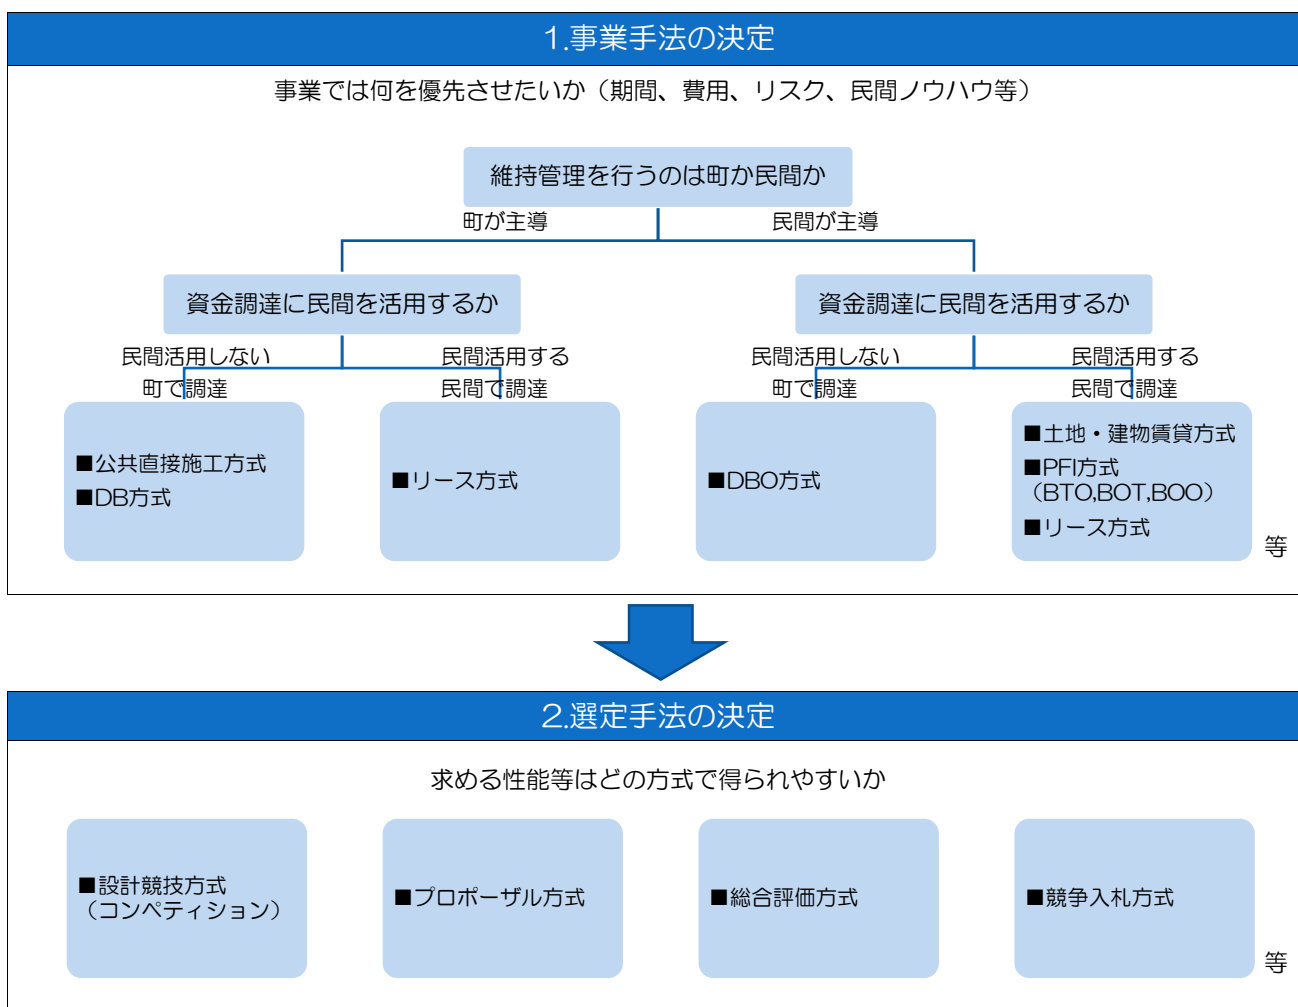 1.事業手法の決定
事業では何を優先させたいか（期間、費用、リスク、民間ノウハウ等）
維持管理を行うのは町か民間か
町が主導
民間が主導
資金調達に民間を活用するか
資金調達に民間を活用するか
民間活用しない
町で調達
民間活用する
民間で調達
民間活用しない
町で調達
民間活用する
民間で調達
■公共直接施工方式
■DB方式
■リース方式
■DBO方式
■土地・建物賃貸方式
■PFI方式
（BTO,BOT,BOO）
■リース方式
等
2.選定手法の決定
求める性能等はどの方式で得られやすいか
■設計競技方式
（コンペティション）
■プロポーザル方式
■総合評価方式
■競争入札方式
等